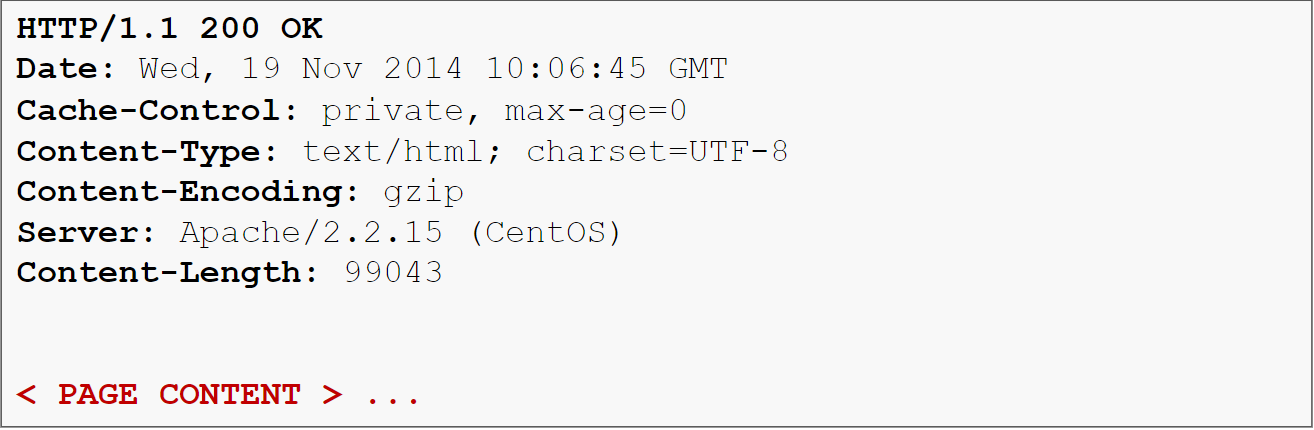 HTTP/1.1 200 OK
Date: Wed, 19 Nov 2014 10:06:45 GMT
Cache-Control: private, max-age=0
Content-Type: text/html; charset=UTF-8
Content-Encoding: gzip
Server: Apache/2.2.15 (CentOS)
Content-Length: 99043
< PAGE CONTENT > ...